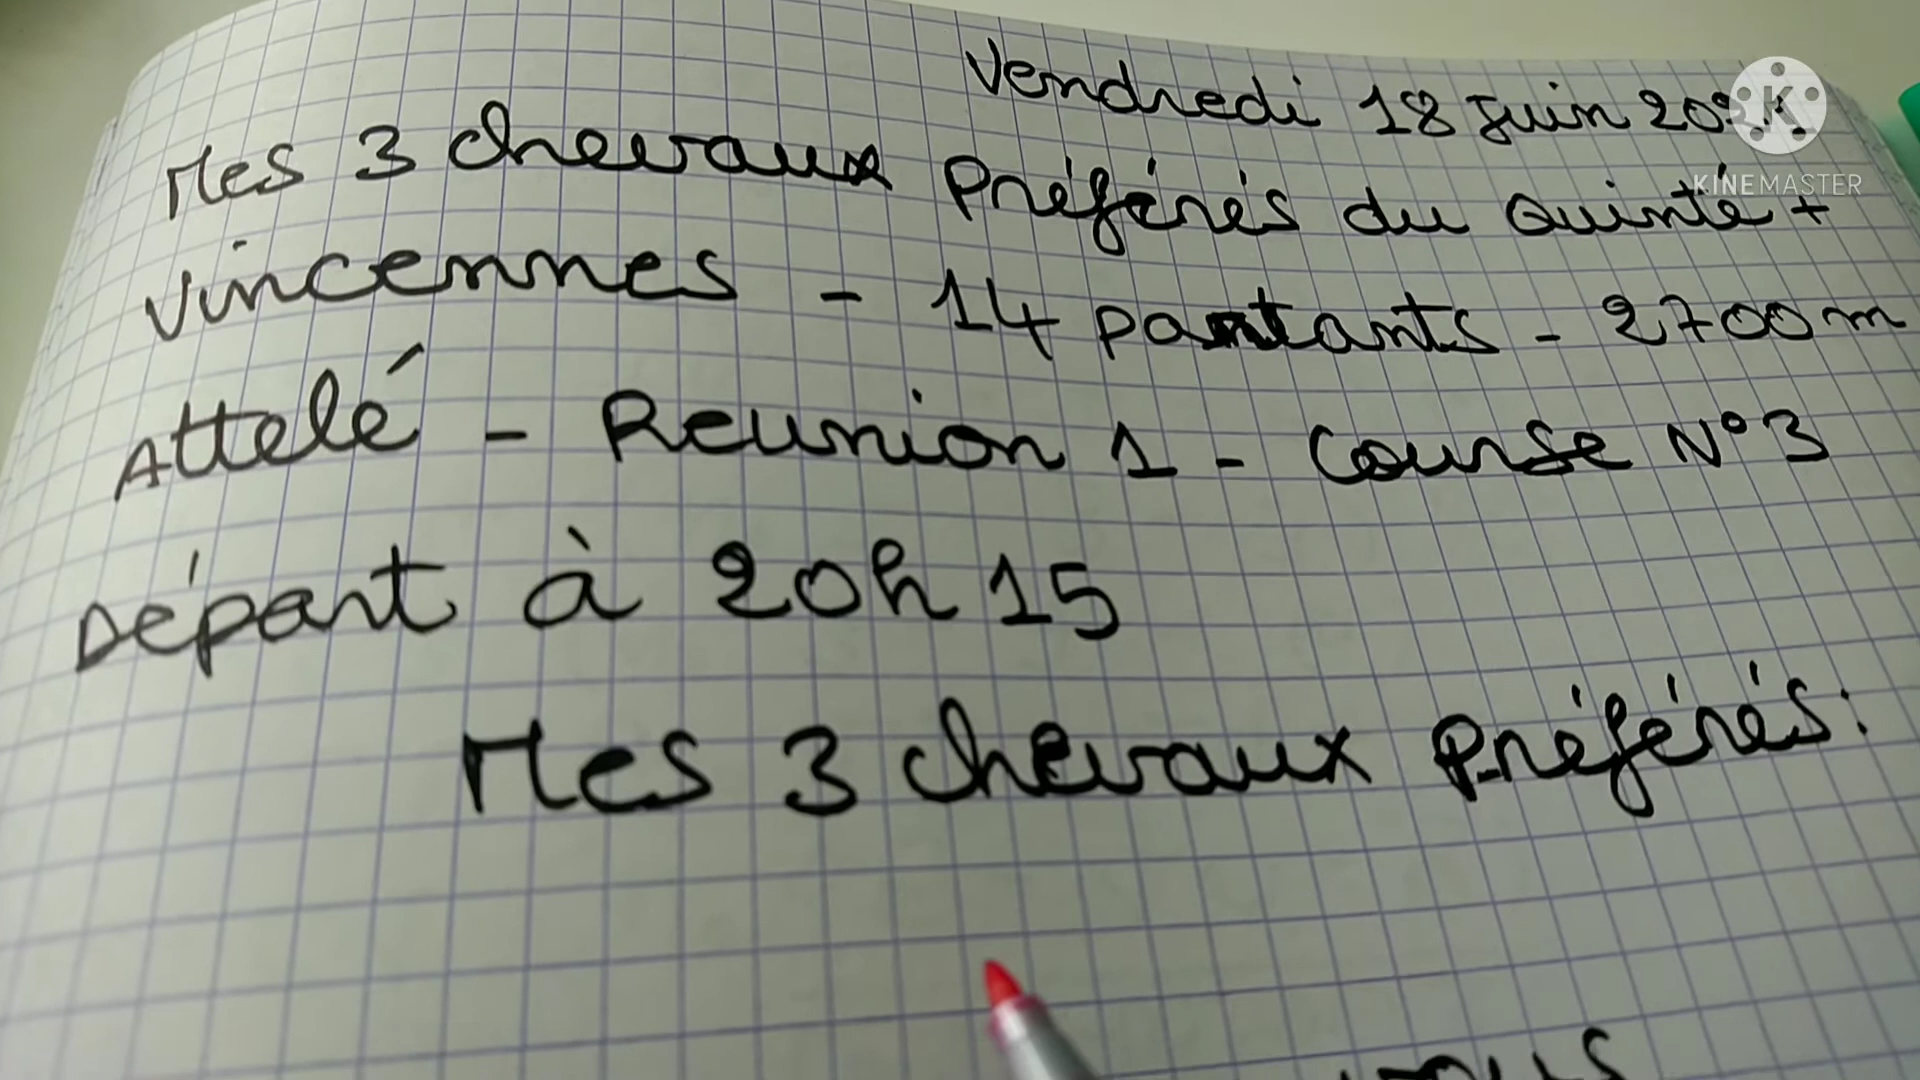 Vendredi 18 Juin
Mes 3 chevaux Préférés du Quinté +
Vincennes - 14 partants - 2700m
Attelé - Reunion 1 - Course N°3
Départ à 20h15
Mes 3 chevaux Préférés:
KINEMASTER